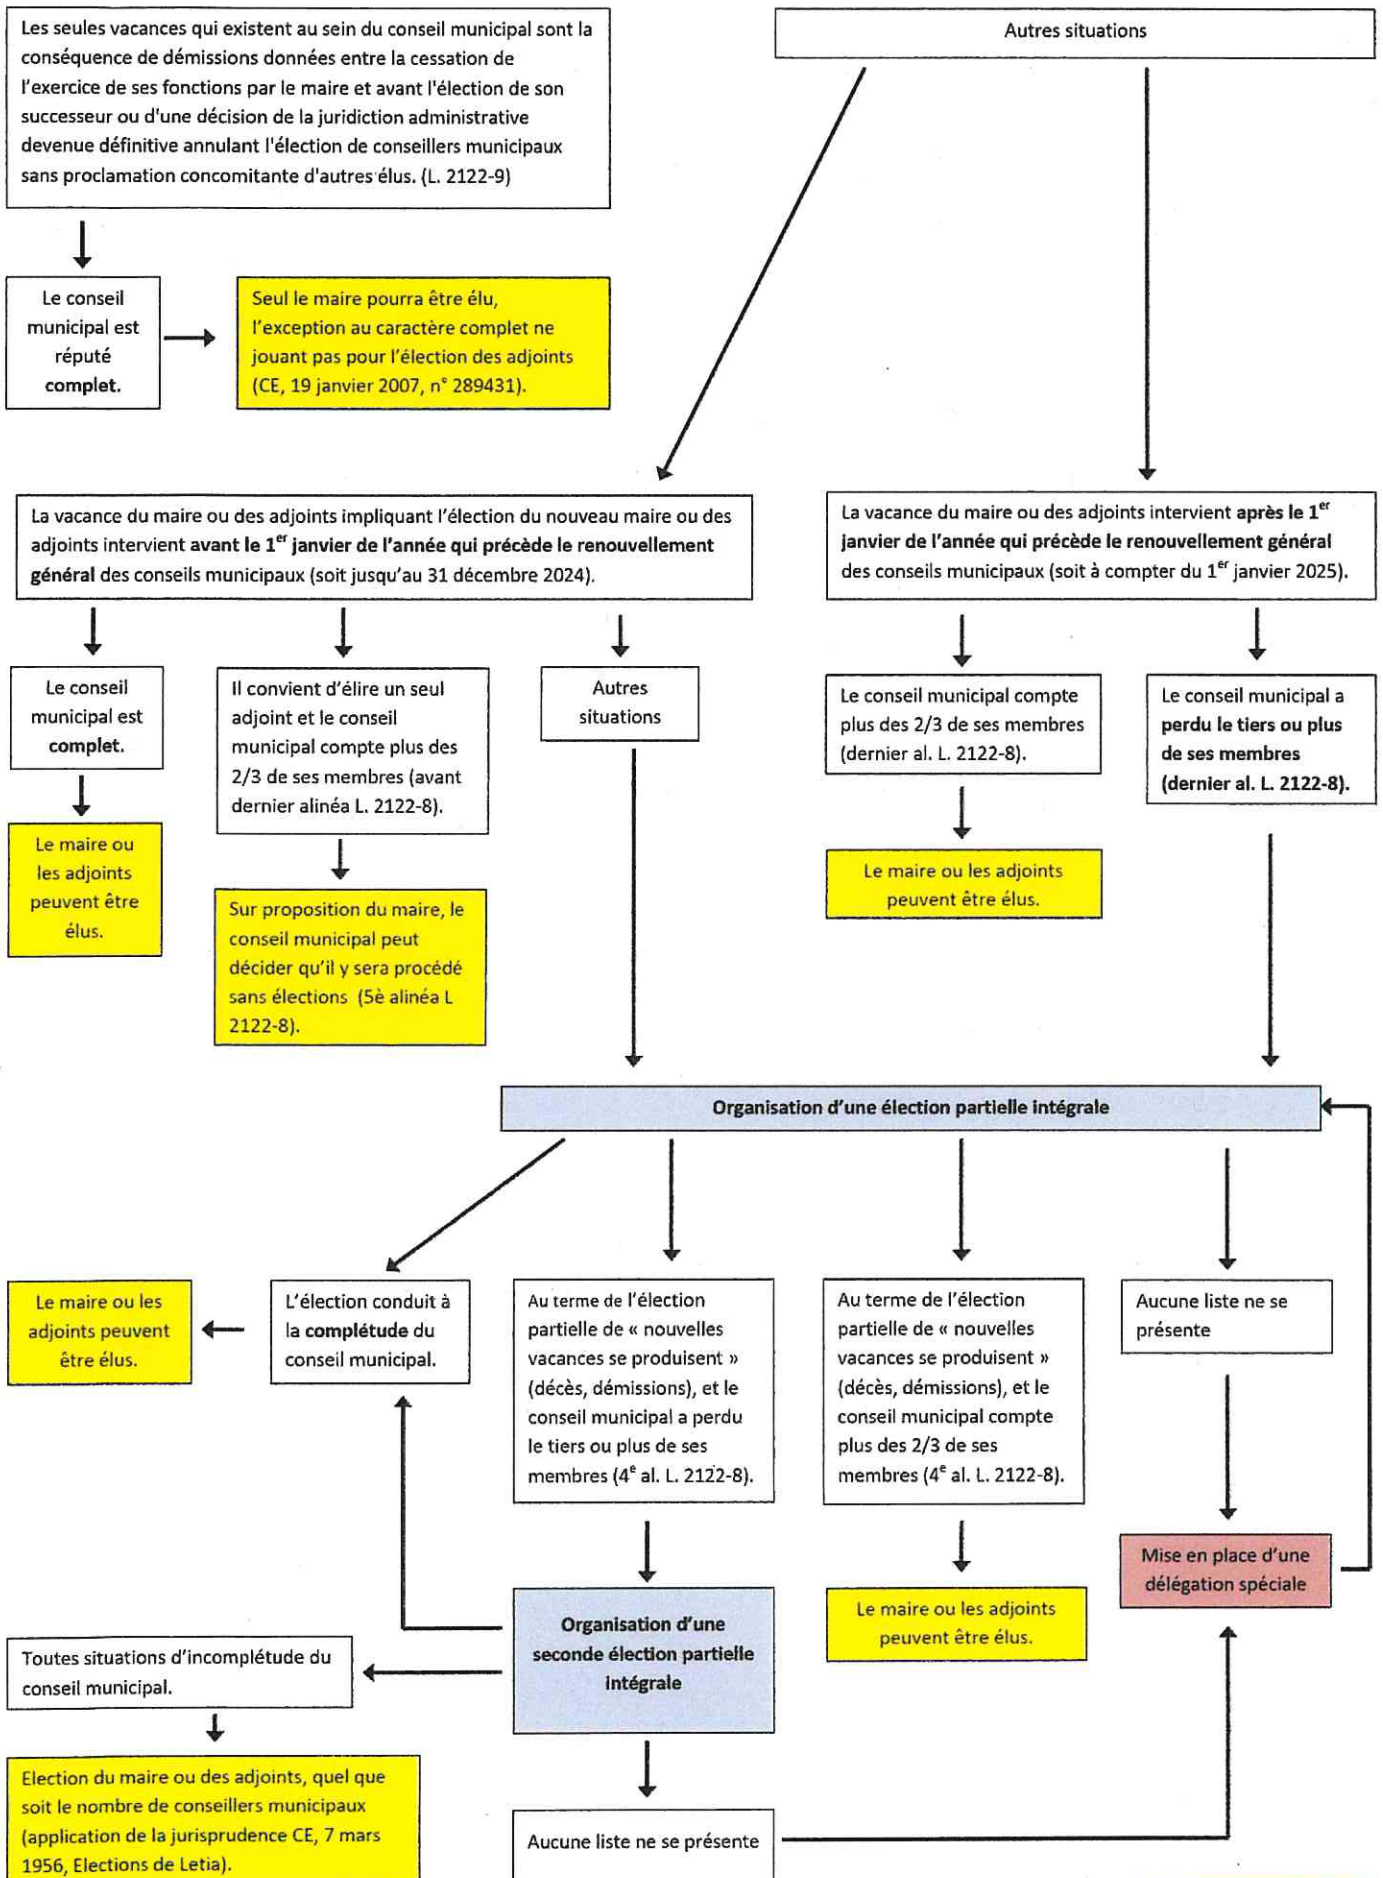 Les seules vacances qui existent au sein du conseil municipal sont la
conséquence de démissions données entre la cessation de
l'exercice de ses fonctions par le maire et avant l'élection de son
successeur ou d'une décision de la juridiction administrative
devenue définitive annulant l'élection de conseillers municipaux
sans proclamation concomitante d'autres élus. (L. 2122-9)
Autres situations
Le conseil
municipal est
réputé
complet.
Seul le maire pourra être élu,
l'exception au caractère complet ne
jouant pas pour l'élection des adjoints
(CE, 19 janvier 2007, n° 289431).
La vacance du maire ou des adjoints impliquant l'élection du nouveau maire ou des
adjoints intervient avant le 1er janvier de l'année qui précède le renouvellement
général des conseils municipaux (soit jusqu'au 31 décembre 2024).
La vacance du maire ou des adjoints intervient après le 1er
janvier de l'année qui précède le renouvellement général
des conseils municipaux (soit à compter du 1er janvier 2025).
Le conseil
municipal est
complet.
Il convient d'élire un seul
adjoint et le conseil
municipal compte plus des
2/3 de ses membres (avant
dernier alinéa L. 2122-8).
Autres
situations
Le conseil municipal compte
plus des 2/3 de ses membres
(dernier al. L. 2122-8).
Le conseil municipal a
perdu le tiers ou plus
de ses membres
(dernier al. L. 2122-8).
Le maire ou
les adjoints
peuvent être
élus.
Sur proposition du maire, le
conseil municipal peut
décider qu'il y sera procédé
sans élections (5è alinéa L
2122-8).
Le maire ou les adjoints
peuvent être élus.
Organisation d'une élection partielle intégrale
Le maire ou les
adjoints peuvent
être élus.
L'élection conduit à
la complétude du
conseil municipal.
Au terme de l'élection
partielle de « nouvelles
vacances se produisent »
(décès, démissions), et le
conseil municipal a perdu
le tiers ou plus de ses
membres (4e al. L. 2122-8).
Au terme de l'élection
partielle de « nouvelles
vacances se produisent »
(décès, démissions), et le
conseil municipal compte
plus des 2/3 de ses
membres (4e al. L. 2122-8).
Aucune liste ne se
présente
Mise en place d'une
délégation spéciale
Organisation d'une
seconde élection partielle
intégrale
Le maire ou les adjoints
peuvent être élus.
Toutes situations d'incomplétude du
conseil municipal.
Election du maire ou des adjoints, quel que
soit le nombre de conseillers municipaux
(application de la jurisprudence CE, 7 mars
1956, Elections de Letia).
Aucune liste ne se présente